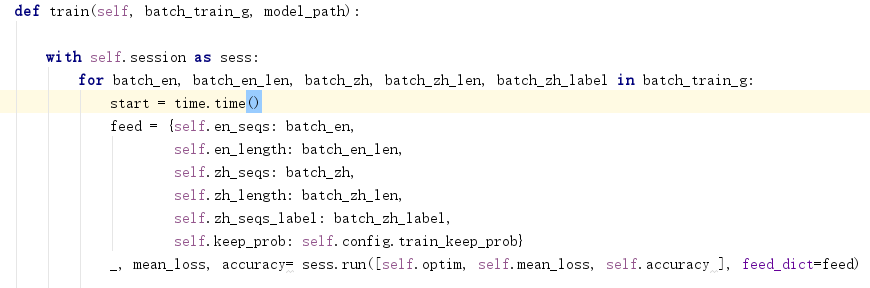 def train(self, batch_train_g, model_path):
with self.session as sess:
for batch_en, batch_en_len, batch_zh, batch_zh_len, batch_zh_label in batch_train_g:
start = time.time()
feed = {self.en_seqs: batch_en,
self.en_length: batch_en_len,
self.zh_seqs: batch_zh,
self.zh_length: batch_zh_len,
self.zh_seqs_label: batch_zh_label,
self.keep_prob: self.config.train_keep_prob}
_, mean_loss, accuracy= sess.run([self.optim, self.mean_loss, self.accuracy ], feed_dict=feed)